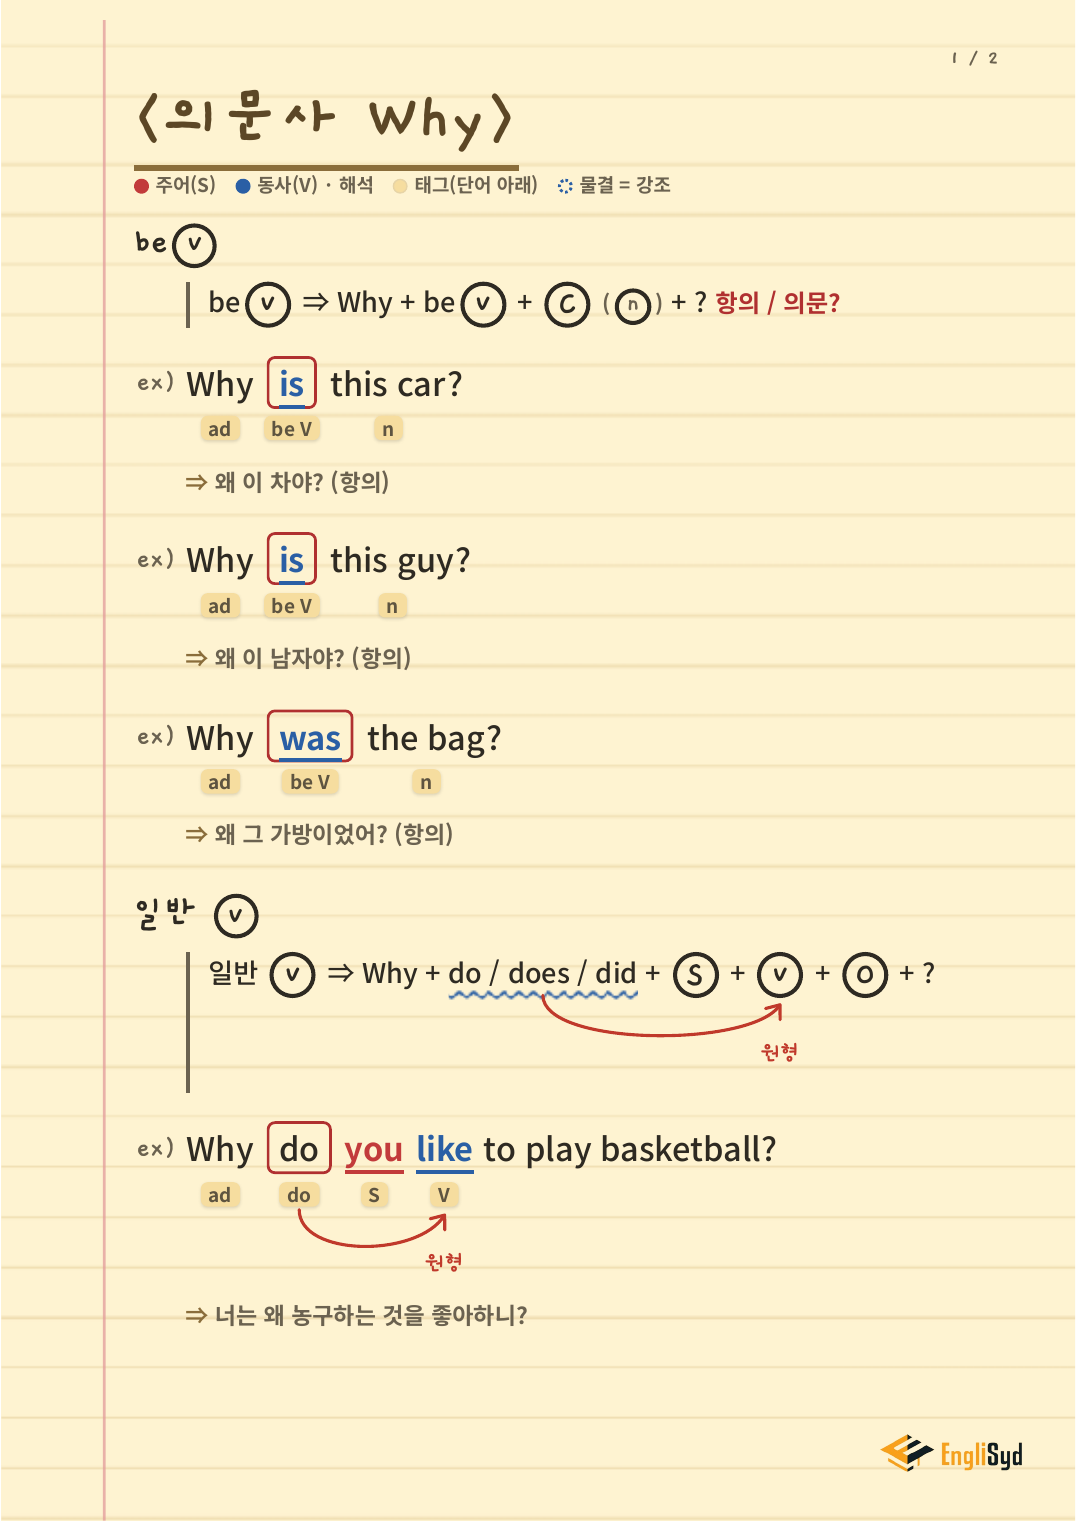 1 / 2
<의문사 Why>
주어(S) 동사(V) · 해석 태그(단어 아래) 물결 = 강조
be v
be v ⇒ Why + be v + C (n) + ? 항의 / 의문?
ex) Why is this car?
ad be V n
⇒ 왜 이 차야? (항의)
ex) Why is this guy?
ad be V n
⇒ 왜 이 남자야? (항의)
ex) Why was the bag?
ad be V n
⇒ 왜 그 가방이었어? (항의)
일반 v
일반 v ⇒ Why + do / does / did + S + v + O + ?
원형
ex) Why do you like to play basketball?
ad do S V
원형
⇒ 너는 왜 농구하는 것을 좋아하니?
EngliSyd